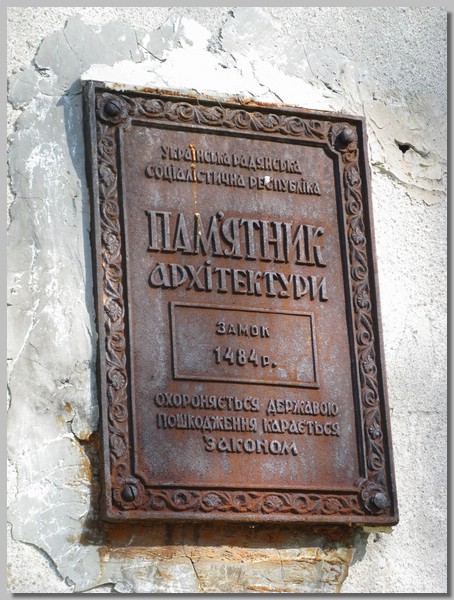 Українська Радянська
Соціалістична Республіка
ПАМ'ЯТНИК
АРХІТЕКТУРИ
ЗАМОК
1484 р.
ОХОРОНЯЄТЬСЯ ДЕРЖАВОЮ
ПОШКОДЖЕННЯ КАРАЄТЬСЯ
ЗАКОНОМ